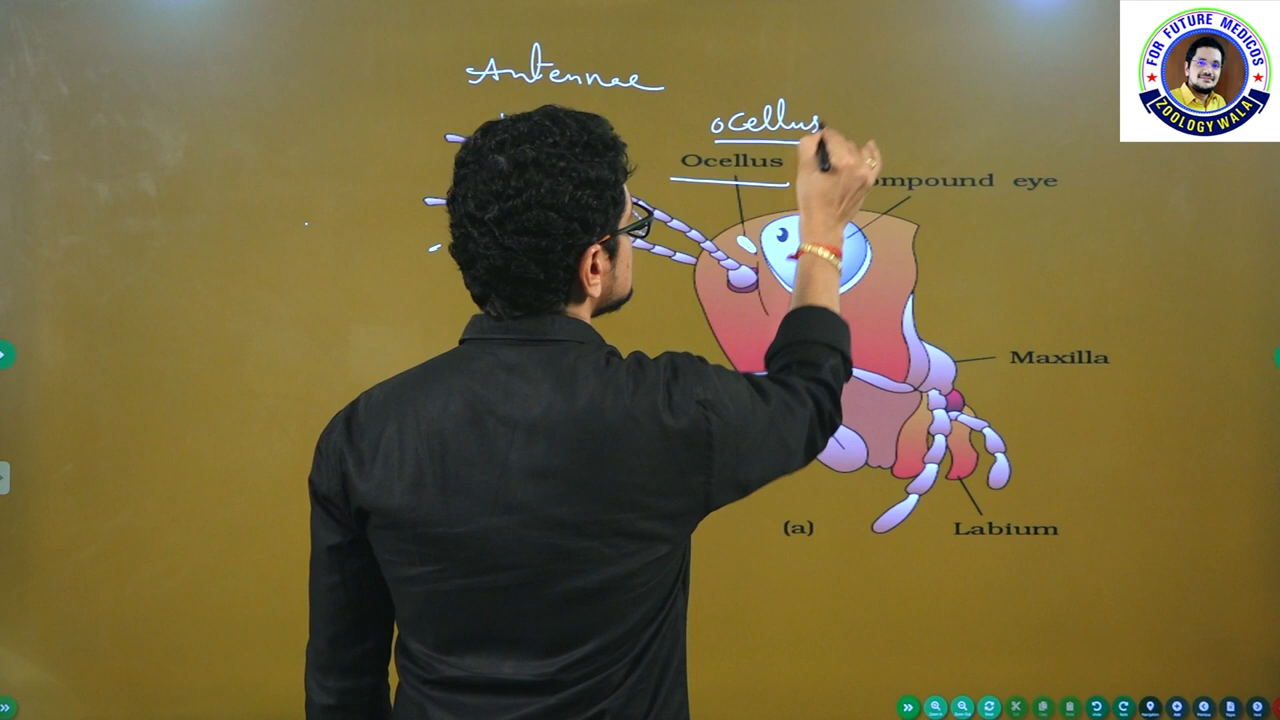 FOR FUTURE MEDICOS
ZOOLOGY WALA
Antennae
ocellus
Ocellus
ompound eye
Maxilla
(a)
Labium